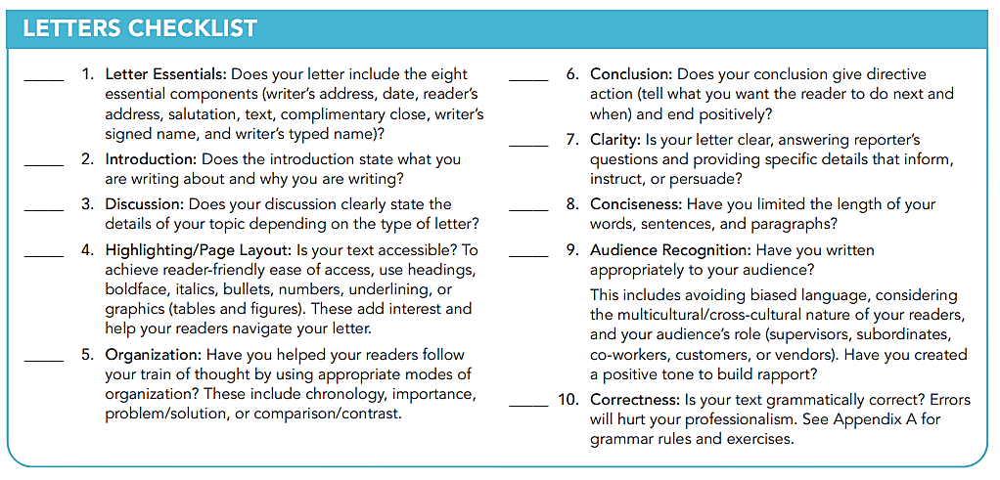 LETTERS CHECKLIST
_____ 1. Letter Essentials: Does your letter include the eight
essential components (writer's address, date, reader's
address, salutation, text, complimentary close, writer's
signed name, and writer's typed name)?
_____ 2. Introduction: Does the introduction state what you
are writing about and why you are writing?
_____ 3. Discussion: Does your discussion clearly state the
details of your topic depending on the type of letter?
_____ 4. Highlighting/Page Layout: Is your text accessible? To
achieve reader-friendly ease of access, use headings,
boldface, italics, bullets, numbers, underlining, or
graphics (tables and figures). These add interest and
help your readers navigate your letter.
_____ 5. Organization: Have you helped your readers follow
your train of thought by using appropriate modes of
organization? These include chronology, importance,
problem/solution, or comparison/contrast.
_____ 6. Conclusion: Does your conclusion give directive
action (tell what you want the reader to do next and
when) and end positively?
_____ 7. Clarity: Is your letter clear, answering reporter's
questions and providing specific details that inform,
instruct, or persuade?
_____ 8. Conciseness: Have you limited the length of your
words, sentences, and paragraphs?
_____ 9. Audience Recognition: Have you written
appropriately to your audience?
This includes avoiding biased language, considering
the multicultural/cross-cultural nature of your readers,
and your audience's role (supervisors, subordinates,
co-workers, customers, or vendors). Have you created
a positive tone to build rapport?
_____ 10. Correctness: Is your text grammatically correct? Errors
will hurt your professionalism. See Appendix A for
grammar rules and exercises.